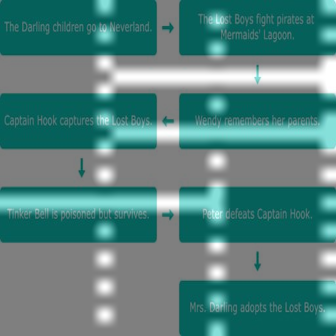 The Darling children go to Neverland.
The Lost Boys fight pirates at
Mermaids' Lagoon.
Captain Hook captures the Lost Boys.
Wendy remembers her parents.
Tinker Bell is poisoned but survives.
Peter defeats Captain Hook.
Mrs. Darling adopts the Lost Boys.